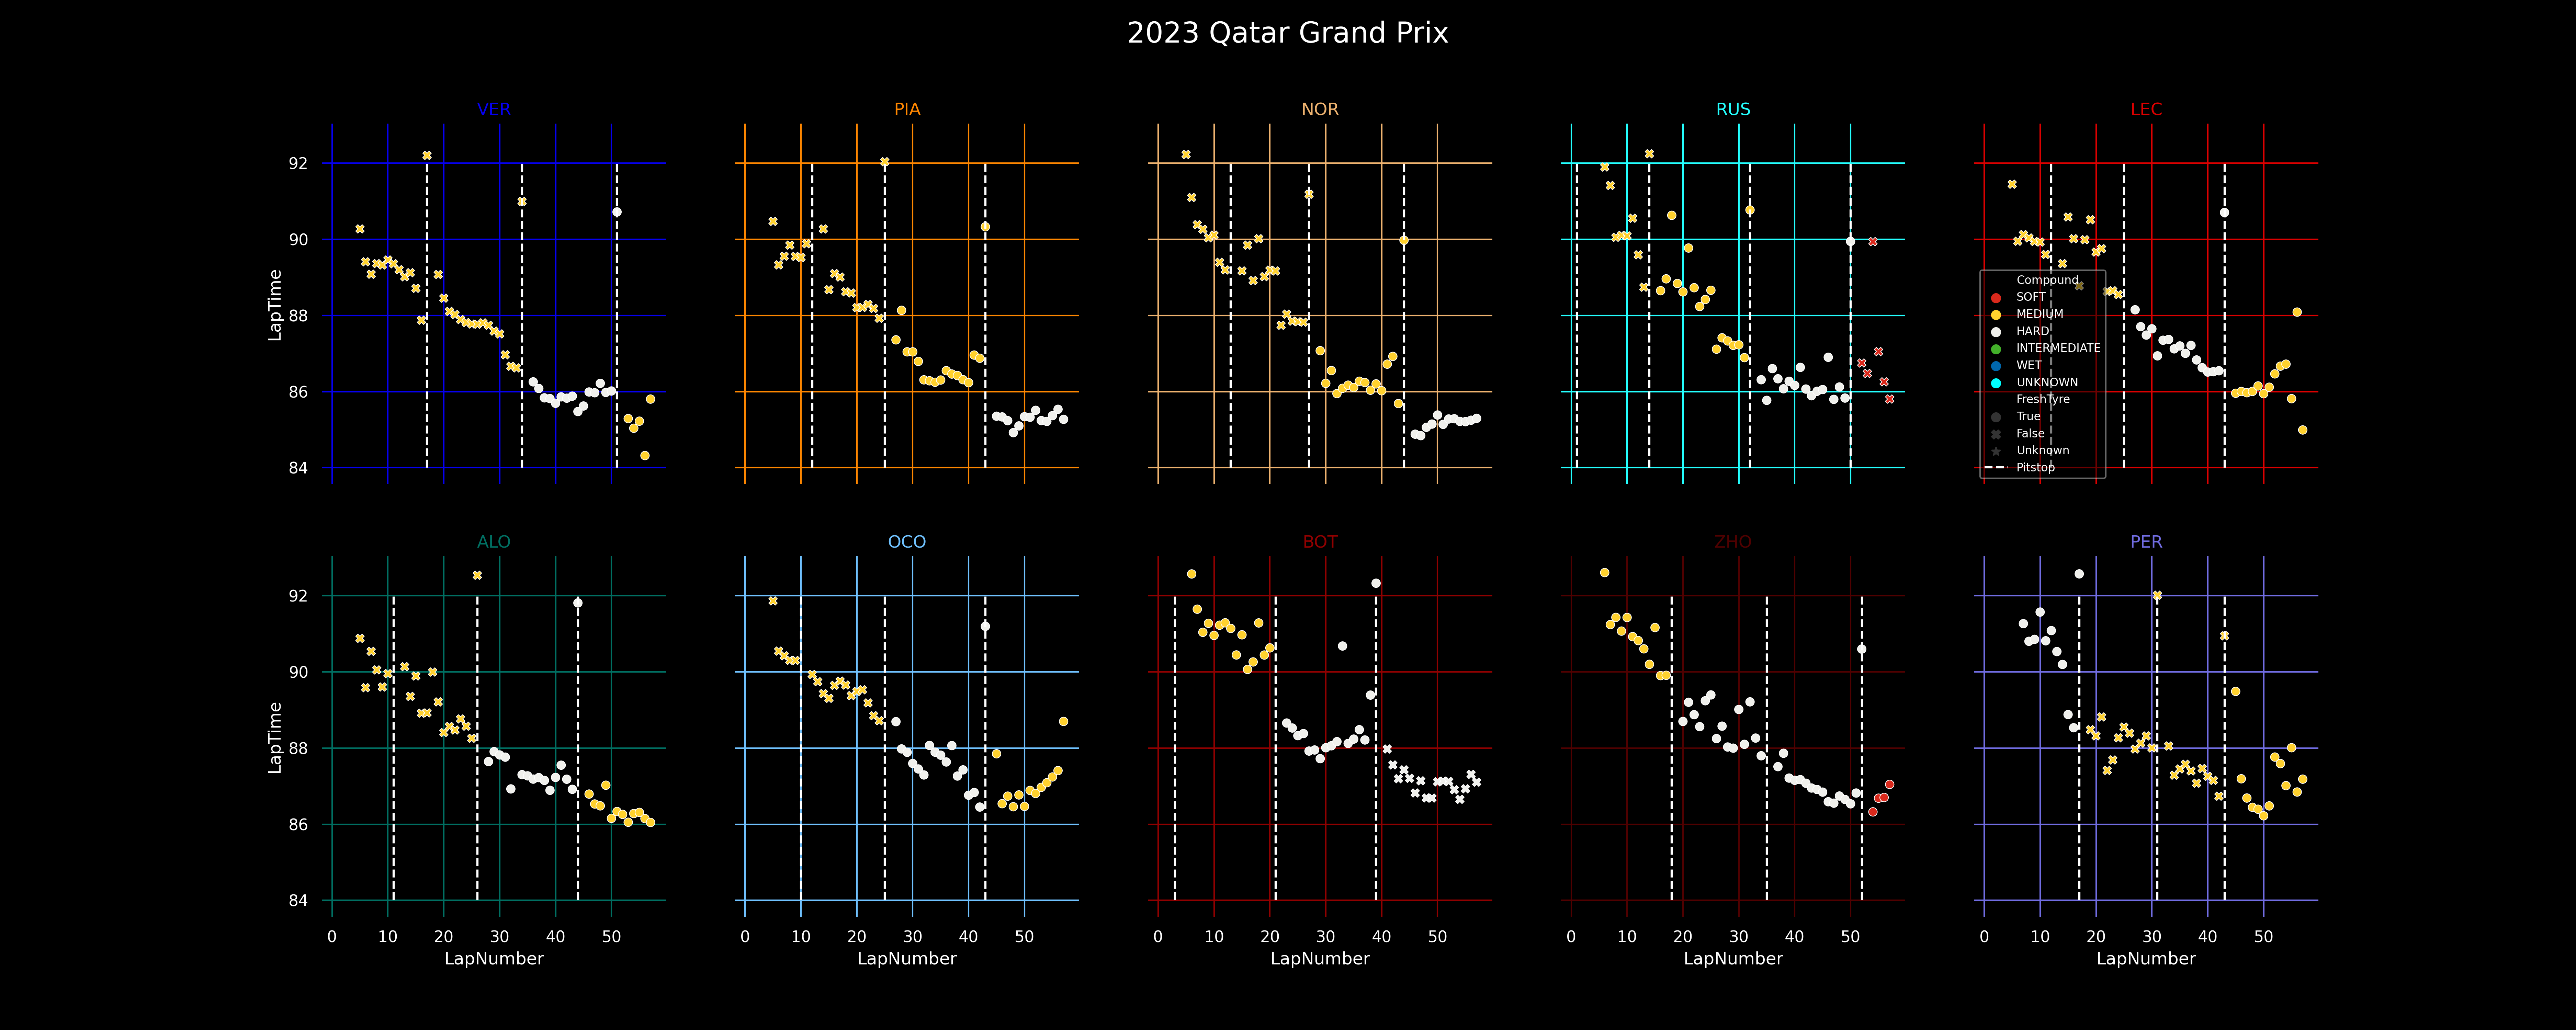 2023 Qatar Grand Prix
VER
PIA
NOR
RUS
LEC
LapTime
92
90
88
86
84
Compound
SOFT
MEDIUM
HARD
INTERMEDIATE
WET
UNKNOWN
FreshTyre
True
False
Unknown
Pitstop
ALO
OCO
BOT
ZHO
PER
LapTime
92
90
88
86
84
0 10 20 30 40 50
0 10 20 30 40 50
0 10 20 30 40 50
0 10 20 30 40 50
0 10 20 30 40 50
LapNumber
LapNumber
LapNumber
LapNumber
LapNumber